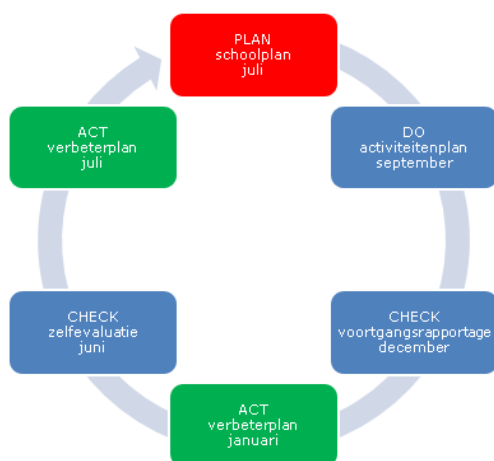 PLAN
schoolplan
juli
DO
activiteitenplan
september
CHECK
voortgangsrapportage
december
ACT
verbeterplan
januari
CHECK
zelfevaluatie
juni
ACT
verbeterplan
juli